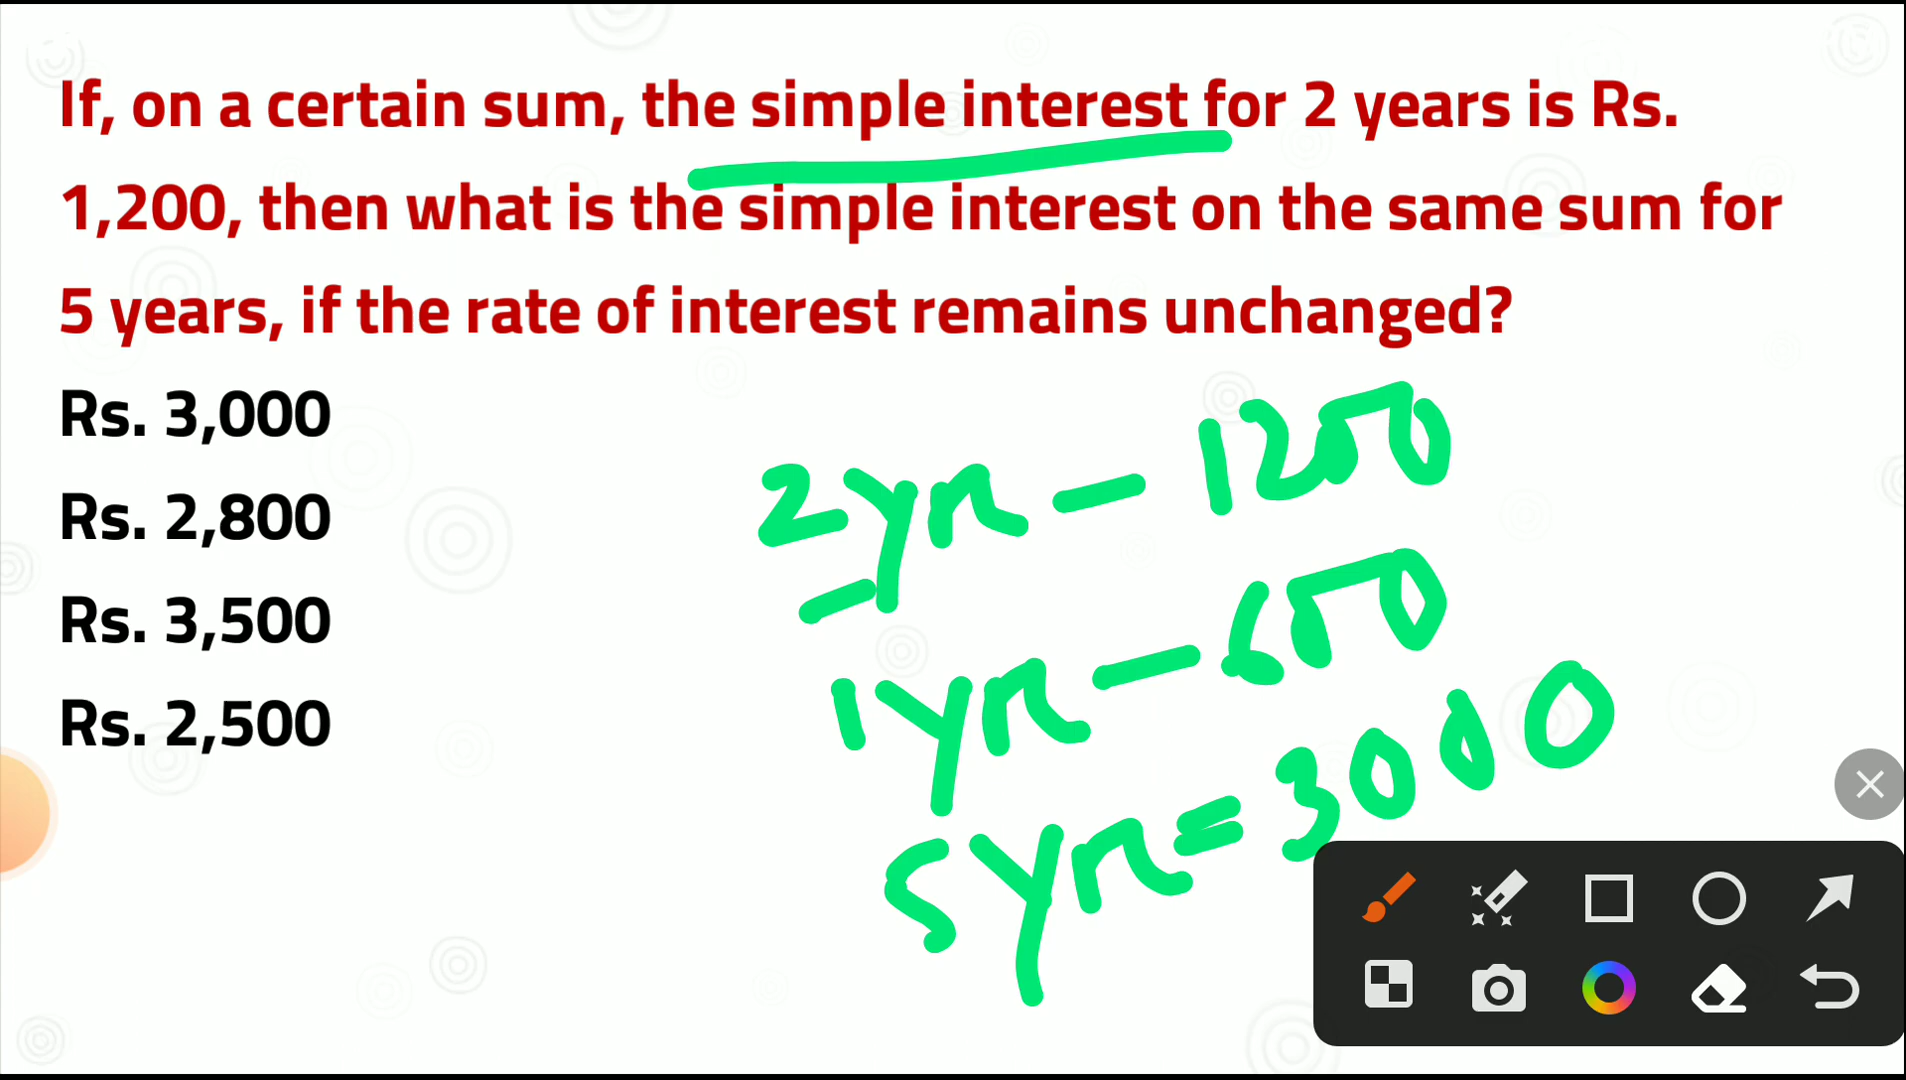 If, on a certain sum, the simple interest for 2 years is Rs.
1,200, then what is the simple interest on the same sum for
5 years, if the rate of interest remains unchanged?
Rs. 3,000
Rs. 2,800
Rs. 3,500
Rs. 2,500
2yr - 1200
1yr - 600
5yr = 3000